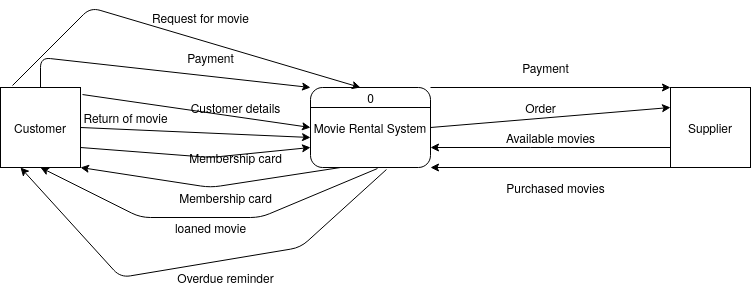 Request for movie
Payment
Payment
0
Customer details
Order
Return of movie
Customer
Movie Rental System
Supplier
Available movies
Membership card
Purchased movies
Membership card
loaned movie
Overdue reminder